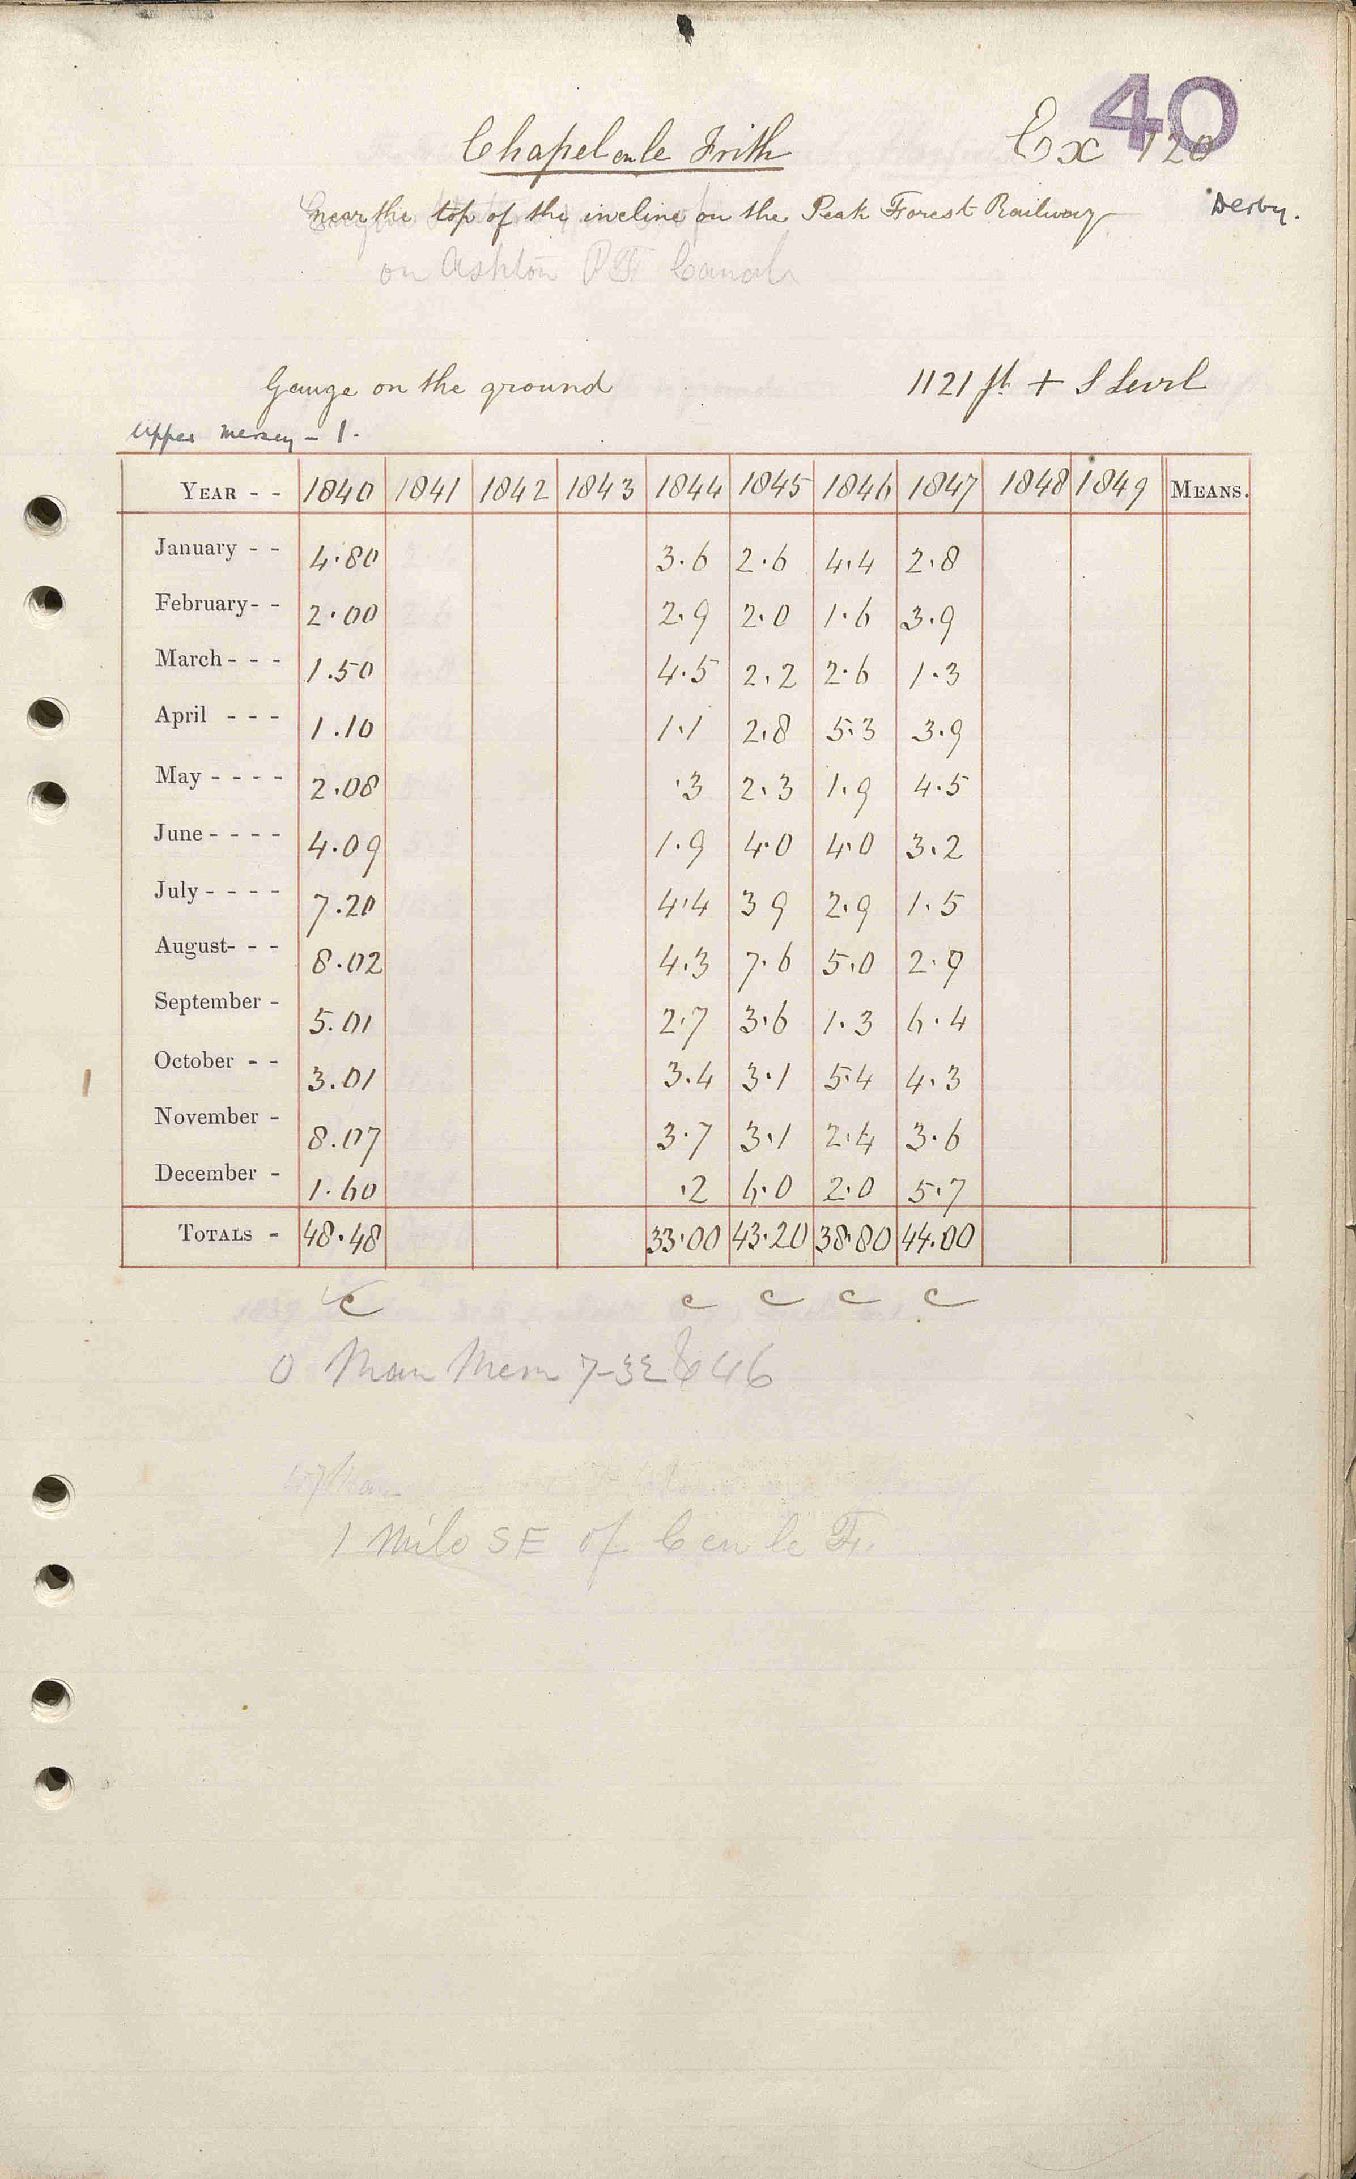 40
Chapel en le Frith Ex 120
near the top of the incline on the Peak Forest Railway Derby.
on Ashton PF Canal
Gauge on the ground 1121 ft + S Level
Upper Mersey - 1.
YEAR - - 1840 1841 1842 1843 1844 1845 1846 1847 1848 1849 MEANS.
January - - 4.80 3.6 2.6 4.4 2.8
February - - 2.00 2.9 2.0 1.6 3.9
March - - - 1.50 4.5 2.2 2.6 1.3
April - - - 1.10 1.1 2.8 5.3 3.9
May - - - - 2.08 .3 2.3 1.9 4.5
June - - - - 4.09 1.9 4.0 4.0 3.2
July - - - - 7.20 4.4 3 9 2.9 1.5
August - - - 8.02 4.3 7.6 5.0 2.9
September - 5.01 2.7 3.6 1.3 6.4
October - - 3.01 3.4 3.1 5.4 4.3
November - 8.07 3.7 3.1 2.4 3.6
December - 1.60 .2 6.0 2.0 5.7
TOTALS - 48.48 33.00 43.20 38.80 44.00
c c c c c
O Man Mem 7-32 & 46
1 Mile SE of C en le F.